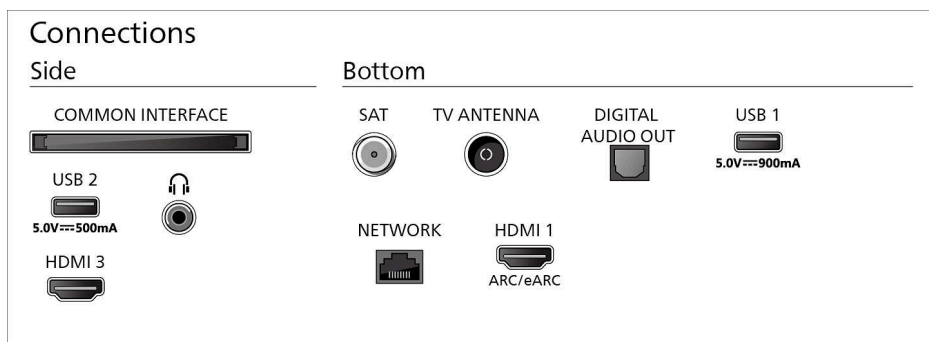 Connections
Side
Bottom
COMMON INTERFACE
USB 2
5.0V⎓500mA
HDMI 3
SAT
TV ANTENNA
DIGITAL
AUDIO OUT
USB 1
5.0V⎓900mA
NETWORK
HDMI 1
ARC/eARC